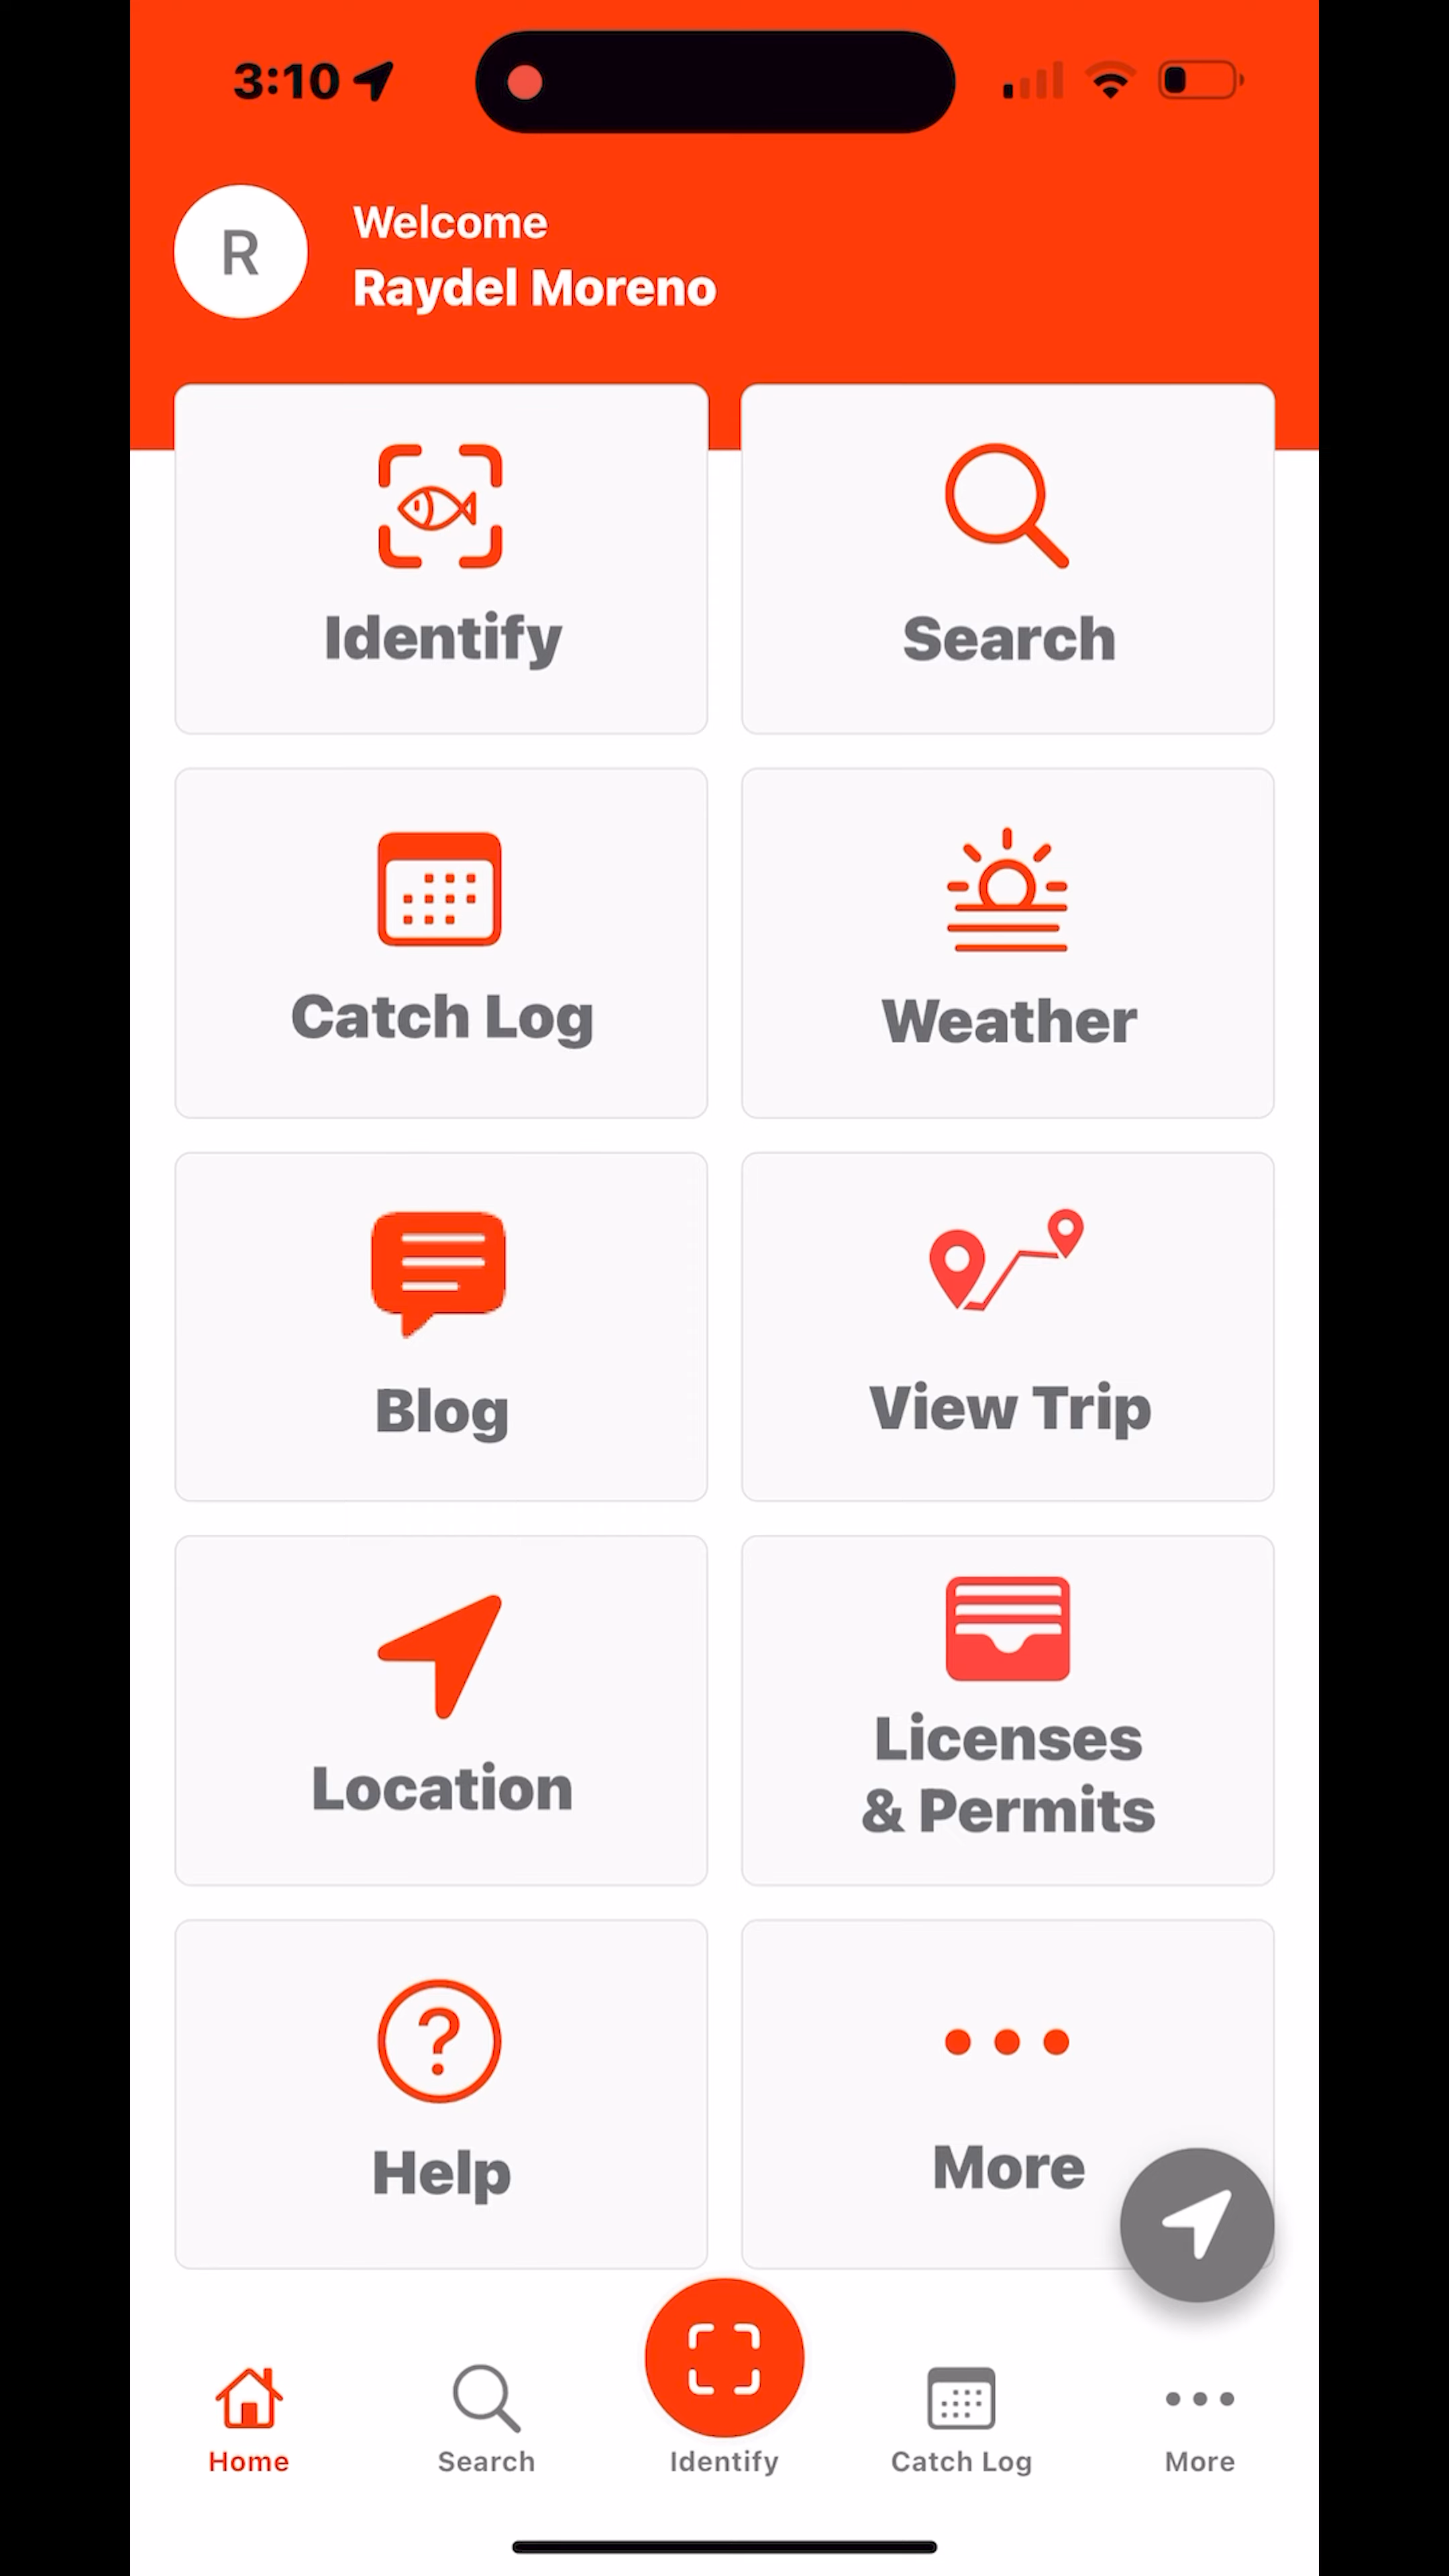 3:10
R
Welcome
Raydel Moreno
Identify
Search
Catch Log
Weather
Blog
View Trip
Location
Licenses
& Permits
?
Help
More
Home
Search
Identify
Catch Log
More